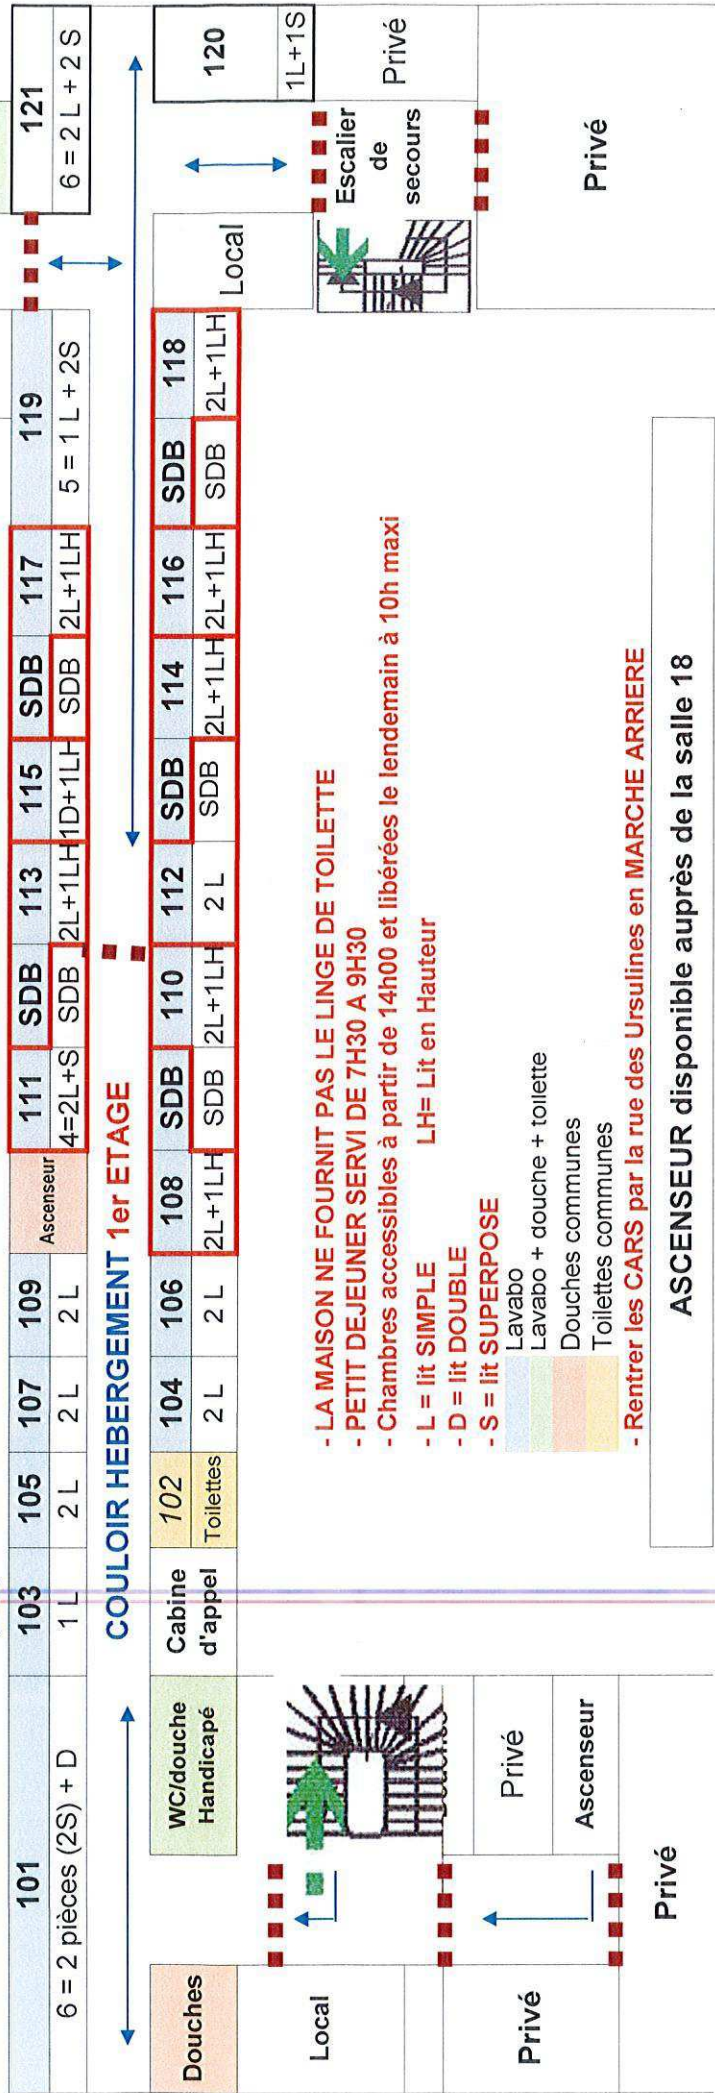 101
6 = 2 pièces (2S) + D
103
1 L
105
2 L
107
2 L
109
2 L
Ascenseur
111
4=2L+S
SDB
SDB
113
2L+1LH
115
1D+1LH
SDB
SDB
117
2L+1LH
119
5 = 1 L + 2S
121
6 = 2 L + 2 S
COULOIR HEBERGEMENT 1er ETAGE
Douches
WC/douche
Handicapé
Cabine
d'appel
102
Toilettes
104
2 L
106
2 L
108
2L+1LH
SDB
SDB
110
2L+1LH
112
2 L
SDB
SDB
114
2L+1LH
116
2L+1LH
SDB
SDB
118
2L+1LH
Local
120
1L+1S
Local
Privé
Privé
Ascenseur
Privé
Escalier
de
secours
Privé
Privé
- LA MAISON NE FOURNIT PAS LE LINGE DE TOILETTE
- PETIT DEJEUNER SERVI DE 7H30 A 9H30
- Chambres accessibles à partir de 14h00 et libérées le lendemain à 10h maxi
- L = lit SIMPLE LH= Lit en Hauteur
- D = lit DOUBLE
- S = lit SUPERPOSE
Lavabo
Lavabo + douche + toilette
Douches communes
Toilettes communes
- Rentrer les CARS par la rue des Ursulines en MARCHE ARRIERE
ASCENSEUR disponible auprès de la salle 18